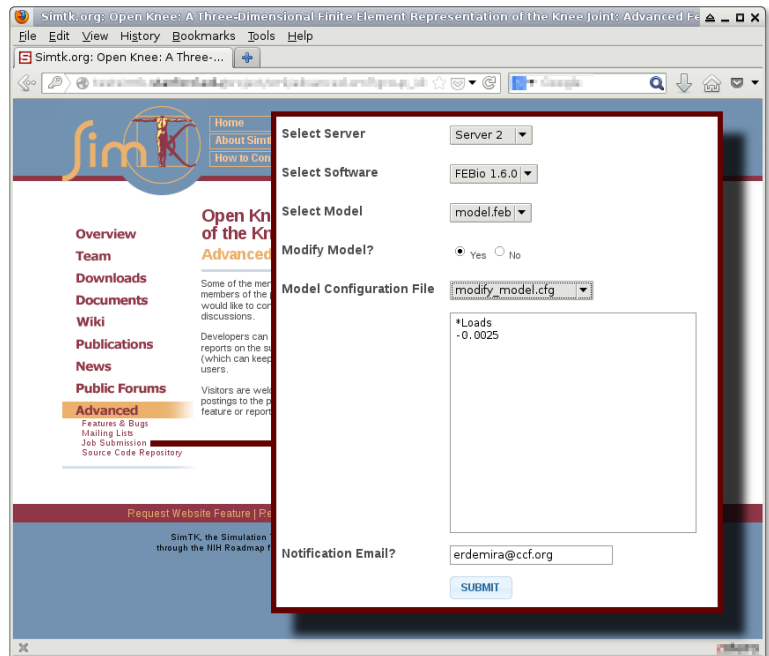 Simtk.org: Open Knee: A Three-Dimensional Finite Element Representation of the Knee Joint: Advanced Fe
File Edit View History Bookmarks Tools Help
Simtk.org: Open Knee: A Three-...
SimTK
Home
About Simt
How to Con
Overview
Team
Downloads
Documents
Wiki
Publications
News
Public Forums
Advanced
Features & Bugs
Mailing Lists
Job Submission
Source Code Repository
Open Kn
of the Kn
Advanced
Some of the mem
members of the p
would like to con
discussions.
Developers can
reports on the su
(which can keep
users.
Visitors are welc
postings to the p
feature or report
Select Server
Server 2
Select Software
FEBio 1.6.0
Select Model
model.feb
Modify Model?
Yes No
Model Configuration File
modify_model.cfg
*Loads
-0.0025
Notification Email?
erdemira@ccf.org
SUBMIT
Request Website Feature | Re
SimTK, the Simulation T
through the NIH Roadmap f